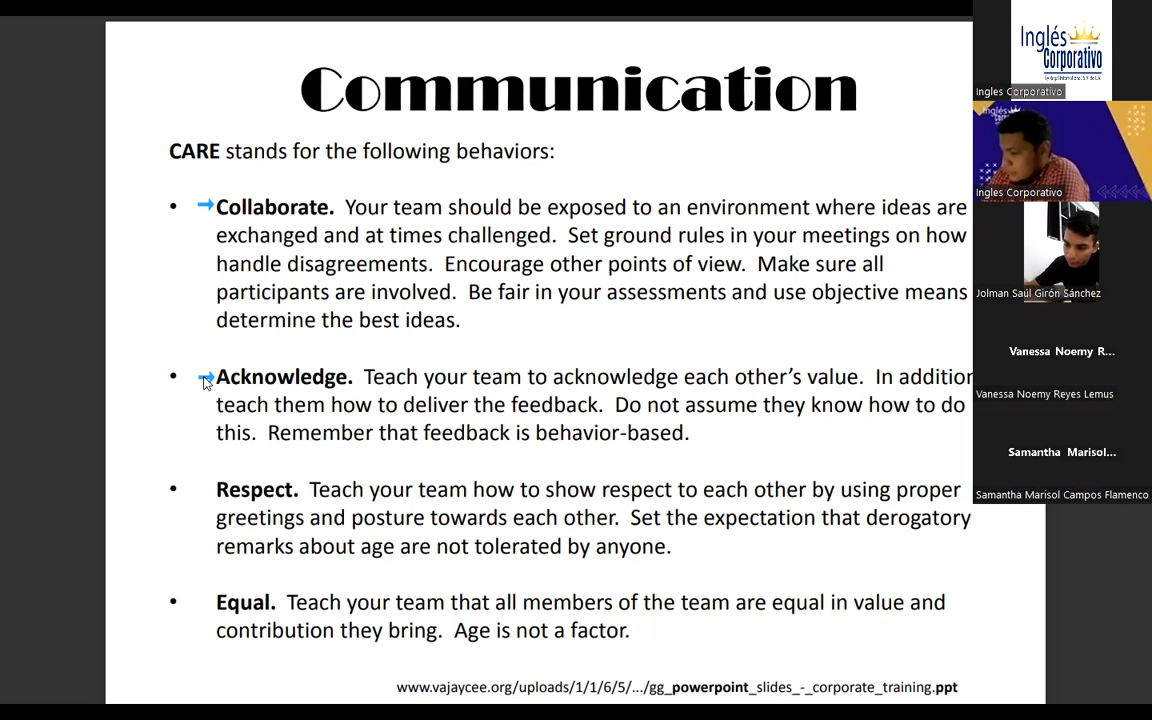 Communication
CARE stands for the following behaviors:
• Collaborate. Your team should be exposed to an environment where ideas are
exchanged and at times challenged. Set ground rules in your meetings on how
handle disagreements. Encourage other points of view. Make sure all
participants are involved. Be fair in your assessments and use objective means
determine the best ideas.
• Acknowledge. Teach your team to acknowledge each other's value. In addition
teach them how to deliver the feedback. Do not assume they know how to do
this. Remember that feedback is behavior-based.
• Respect. Teach your team how to show respect to each other by using proper
greetings and posture towards each other. Set the expectation that derogatory
remarks about age are not tolerated by anyone.
• Equal. Teach your team that all members of the team are equal in value and
contribution they bring. Age is not a factor.
www.vajaycee.org/uploads/1/1/6/5/.../gg_powerpoint_slides_-_corporate_training.ppt
Inglés
Corporativo
Ingles Corporativo
Inglés
Ingles Corporativo
Jolman Saúl Girón Sánchez
Vanessa Noemy R...
Vanessa Noemy Reyes Lemus
Samantha Marisol...
Samantha Marisol Campos Flamenco